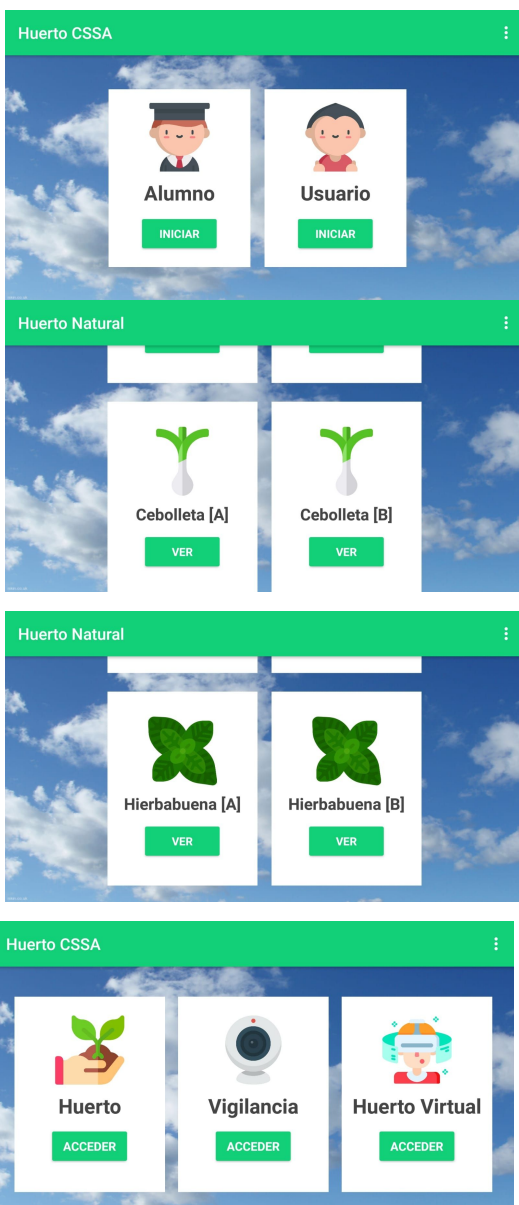 Huerto CSSA
Alumno
Usuario
INICIAR
INICIAR
Huerto Natural
Cebolleta [A]
Cebolleta [B]
VER
VER
Huerto Natural
Hierbabuena [A]
Hierbabuena [B]
VER
VER
Huerto CSSA
Huerto
Vigilancia
Huerto Virtual
ACCEDER
ACCEDER
ACCEDER